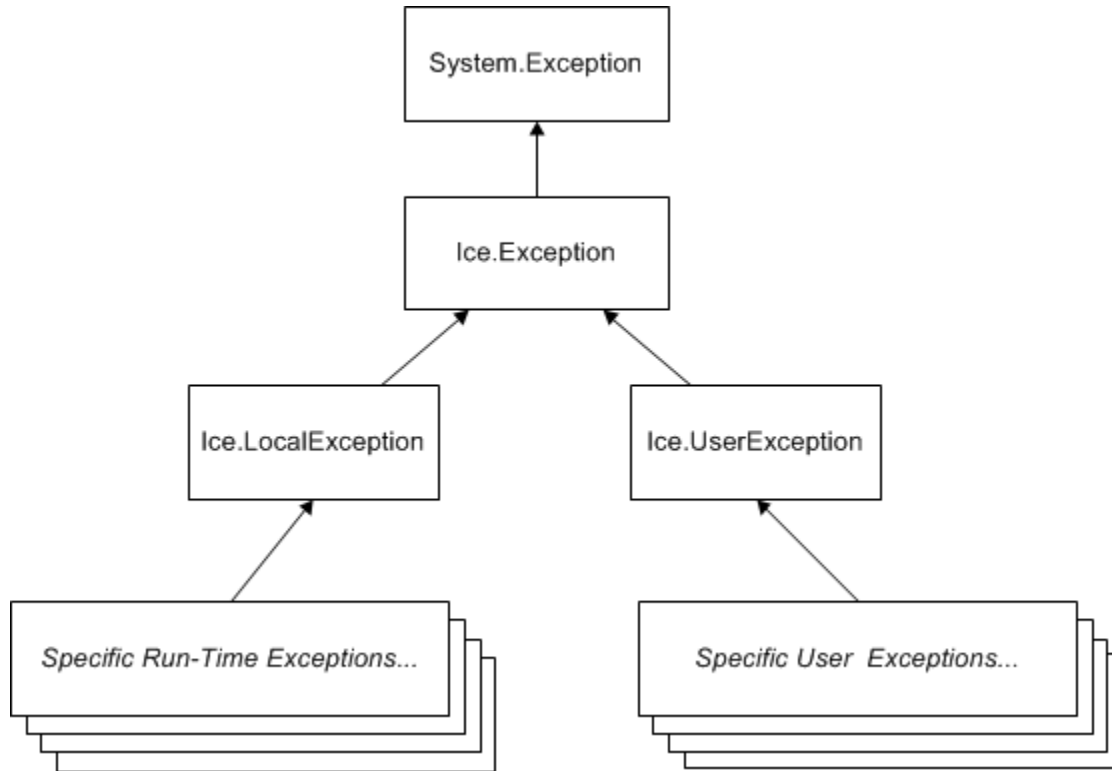 System.Exception
Ice.Exception
Ice.LocalException
Ice.UserException
Specific Run-Time Exceptions...
Specific User Exceptions...